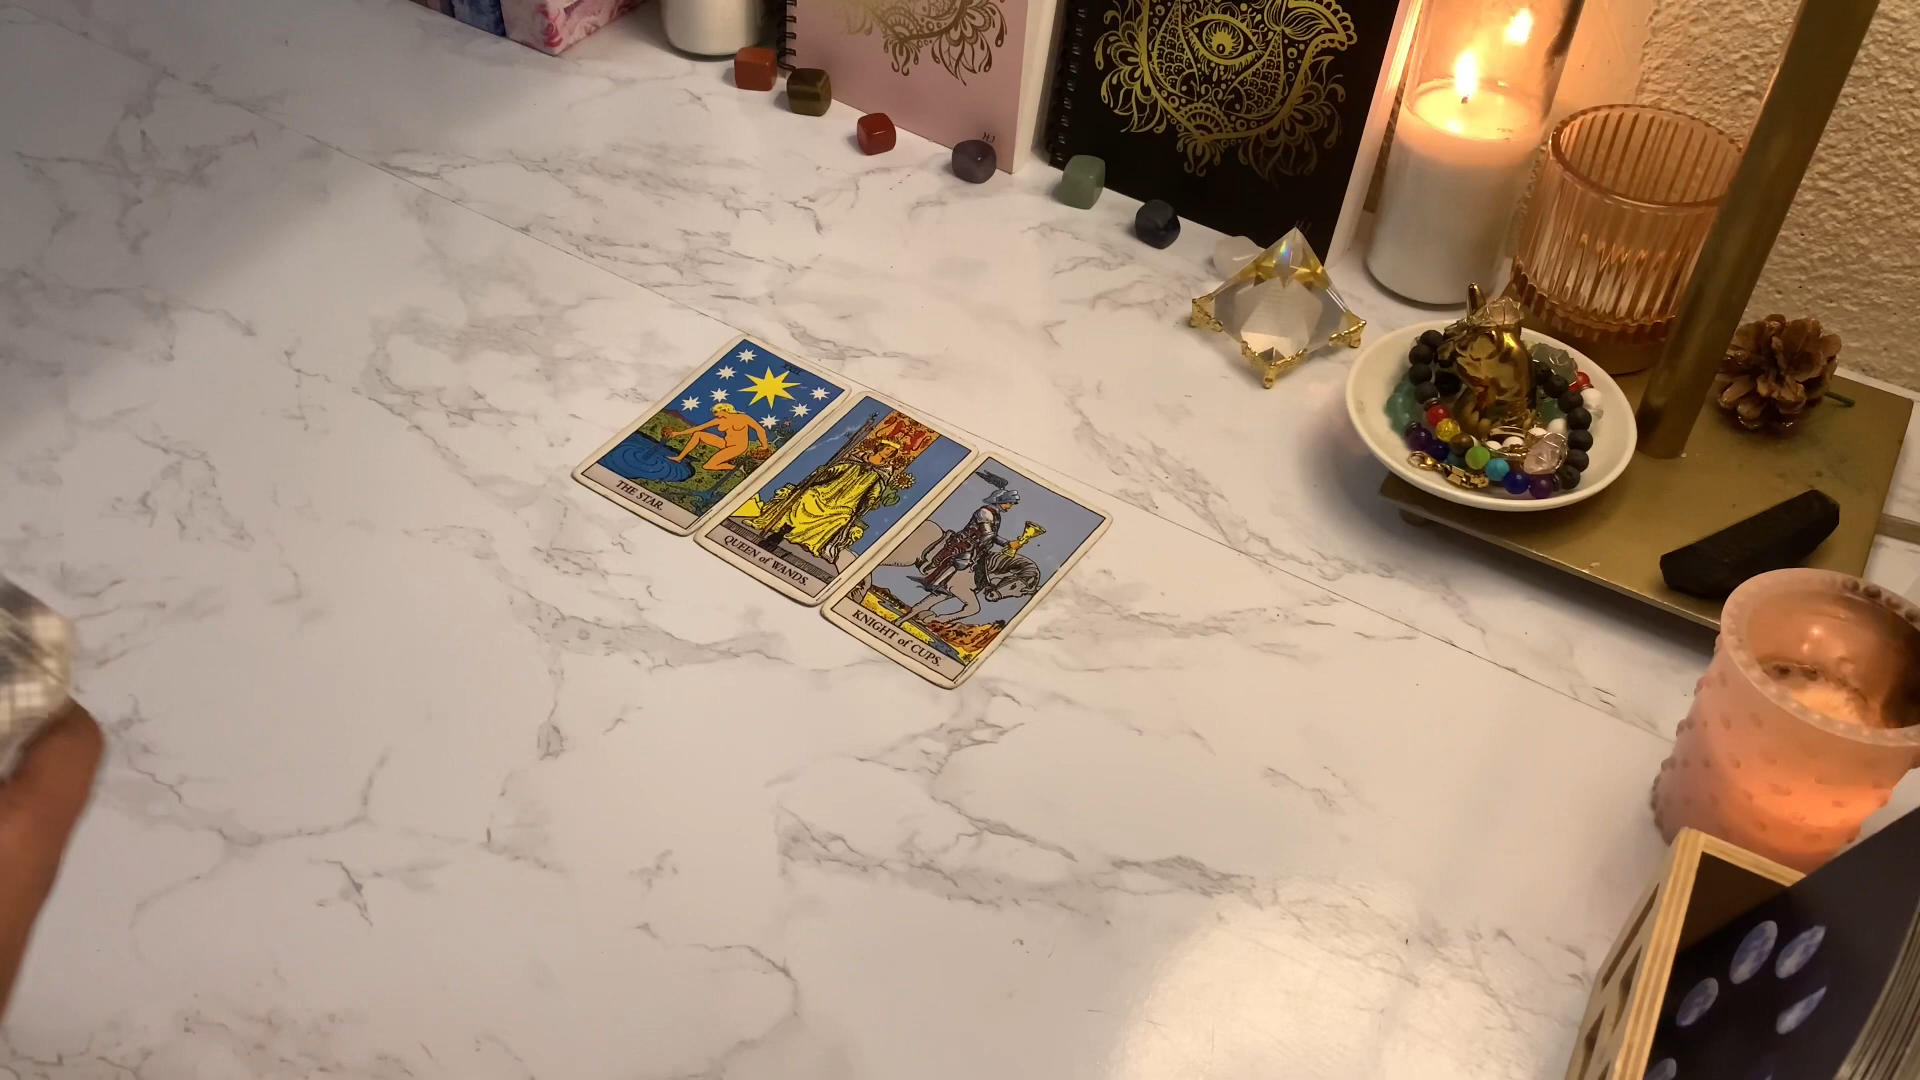 THE STAR.
QUEEN of WANDS.
KNIGHT of CUPS.